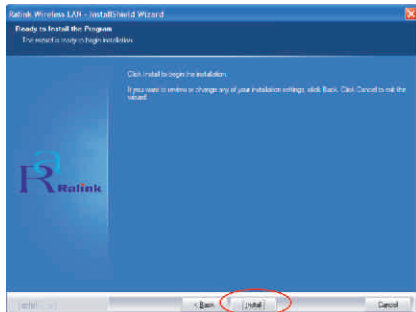 Ralink Wireless LAN - InstallShield Wizard
Ready to Install the Program
The wizard is ready to begin installation.
Click Install to begin the installation.
If you want to review or change any of your installation settings, click Back. Click Cancel to exit the
wizard.
Ralink
< Back
Install
Cancel